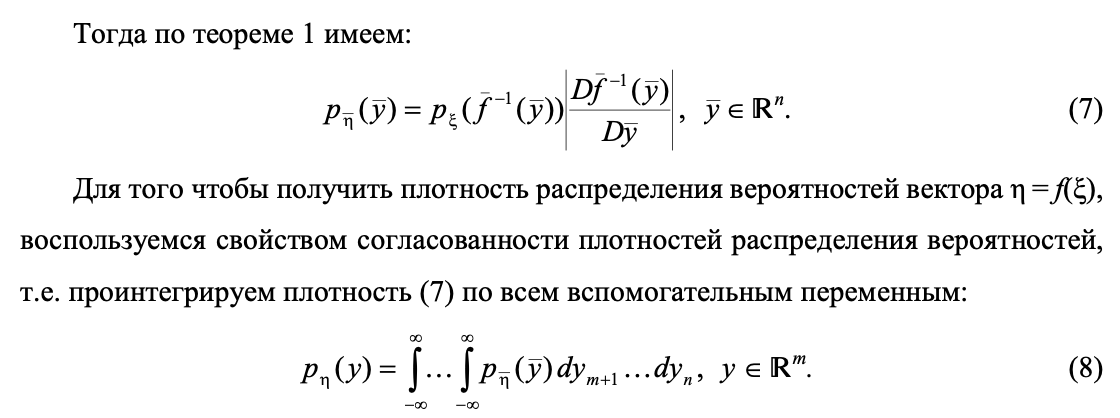 Тогда по теореме 1 имеем:
p_η̄(ȳ) = p_ξ(f̄⁻¹(ȳ))|Df̄⁻¹(ȳ)/Dȳ|, ȳ ∈ ℝⁿ. (7)
Для того чтобы получить плотность распределения вероятностей вектора η = f(ξ),
воспользуемся свойством согласованности плотностей распределения вероятностей,
т.е. проинтегрируем плотность (7) по всем вспомогательным переменным:
p_η(y) = ∫_{−∞}^{∞} … ∫_{−∞}^{∞} p_η̄(ȳ) dy_{m+1} … dy_n, y ∈ ℝᵐ. (8)